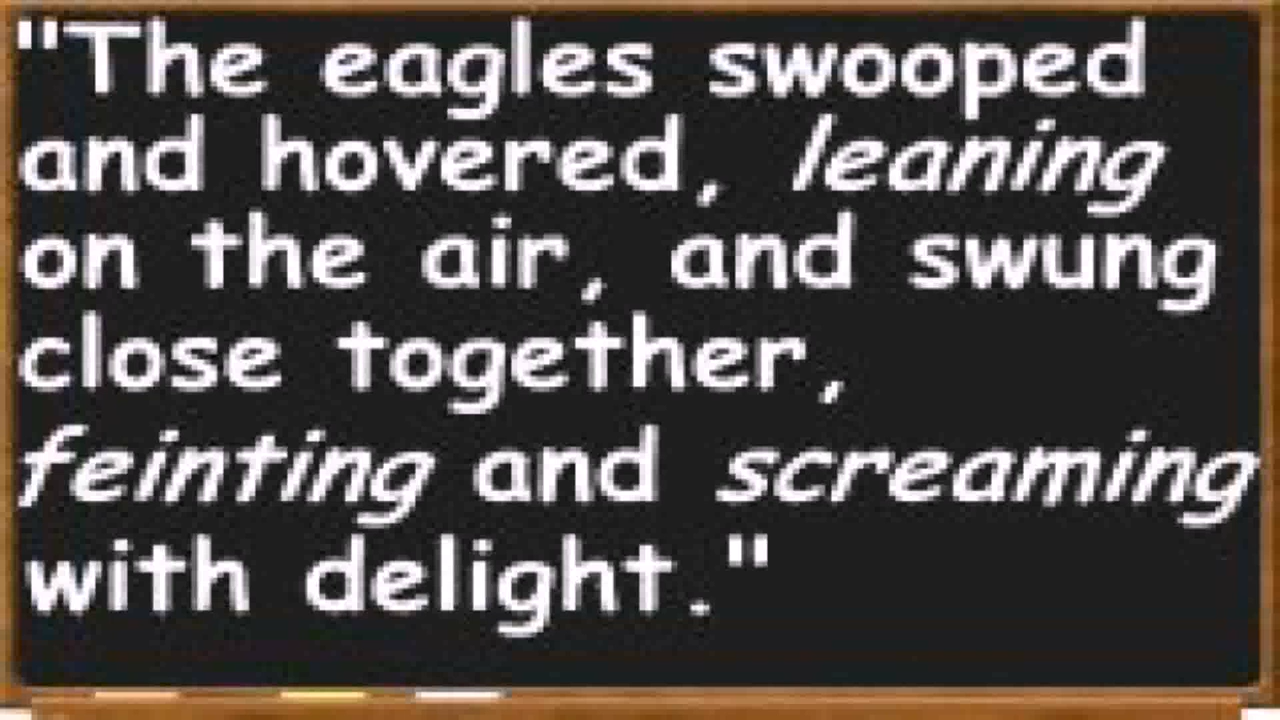 "The eagles swooped
and hovered, leaning
on the air, and swung
close together,
feinting and screaming
with delight."